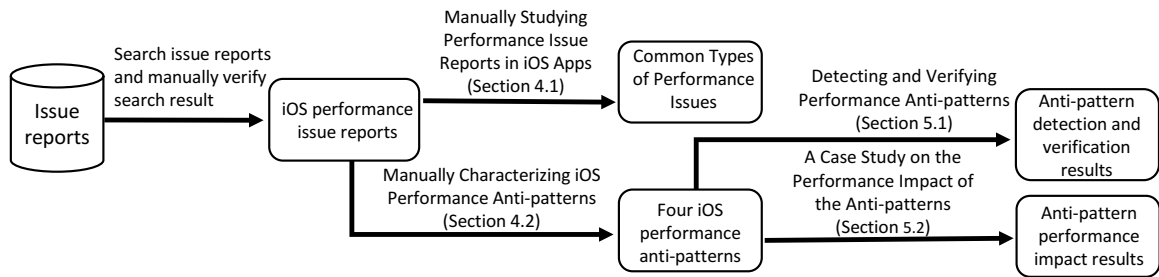 Issue
reports
Search issue reports
and manually verify
search result
iOS performance
issue reports
Manually Studying
Performance Issue
Reports in iOS Apps
(Section 4.1)
Common Types
of Performance
Issues
Manually Characterizing iOS
Performance Anti-patterns
(Section 4.2)
Four iOS
performance
anti-patterns
Detecting and Verifying
Performance Anti-patterns
(Section 5.1)
Anti-pattern
detection and
verification
results
A Case Study on the
Performance Impact of
the Anti-patterns
(Section 5.2)
Anti-pattern
performance
impact results